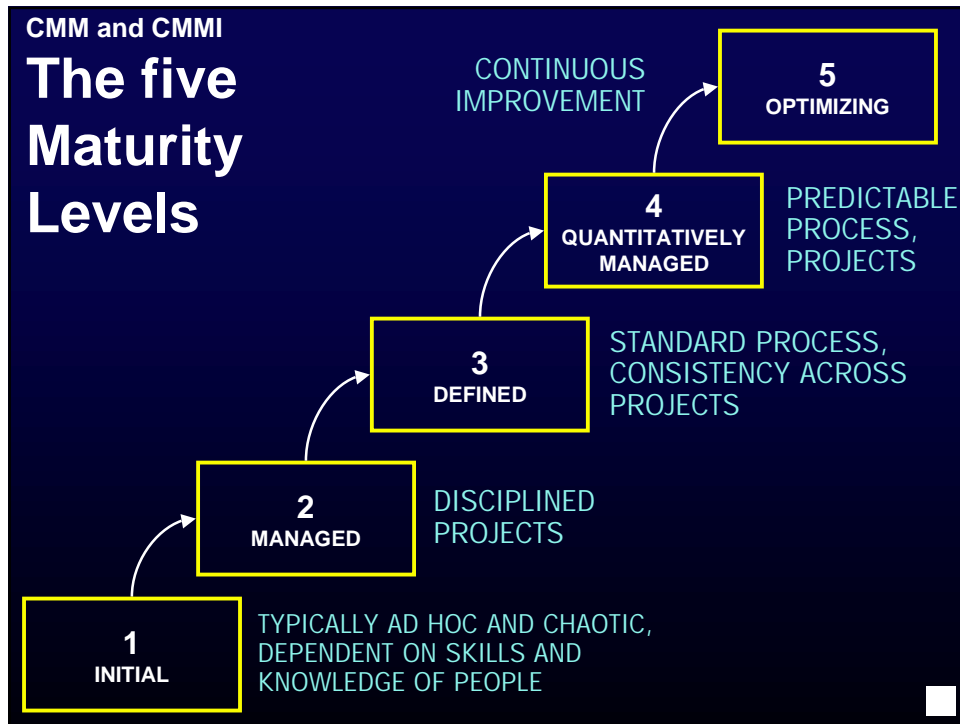 CMM and CMMI
The five
Maturity
Levels
CONTINUOUS
IMPROVEMENT
5
OPTIMIZING
4
QUANTITATIVELY
MANAGED
PREDICTABLE
PROCESS,
PROJECTS
3
DEFINED
STANDARD PROCESS,
CONSISTENCY ACROSS
PROJECTS
2
MANAGED
DISCIPLINED
PROJECTS
1
INITIAL
TYPICALLY AD HOC AND CHAOTIC,
DEPENDENT ON SKILLS AND
KNOWLEDGE OF PEOPLE